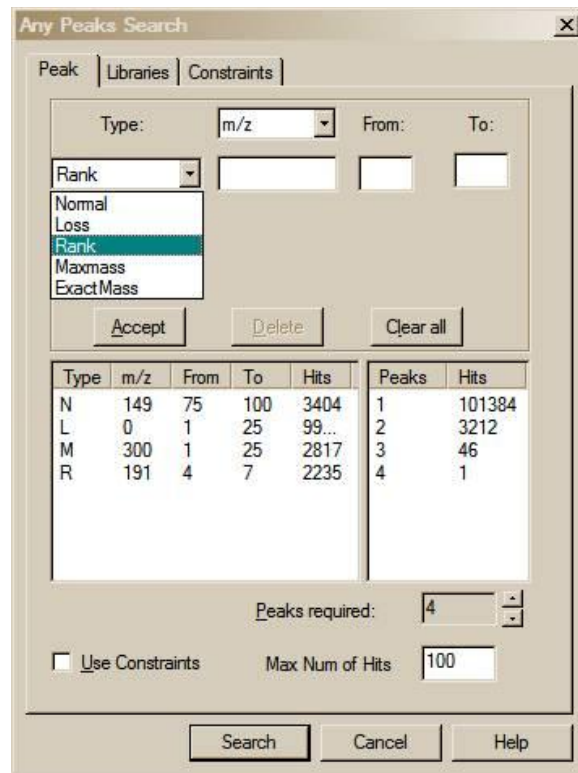 Any Peaks Search
Peak Libraries Constraints
Type: m/z From: To:
Rank
Normal
Loss
Rank
Maxmass
ExactMass
Accept Delete Clear all
Type m/z From To Hits Peaks Hits
N 149 75 100 3404 1 101384
L 0 1 25 99... 2 3212
M 300 1 25 2817 3 46
R 191 4 7 2235 4 1
Peaks required: 4
Use Constraints Max Num of Hits 100
Search Cancel Help